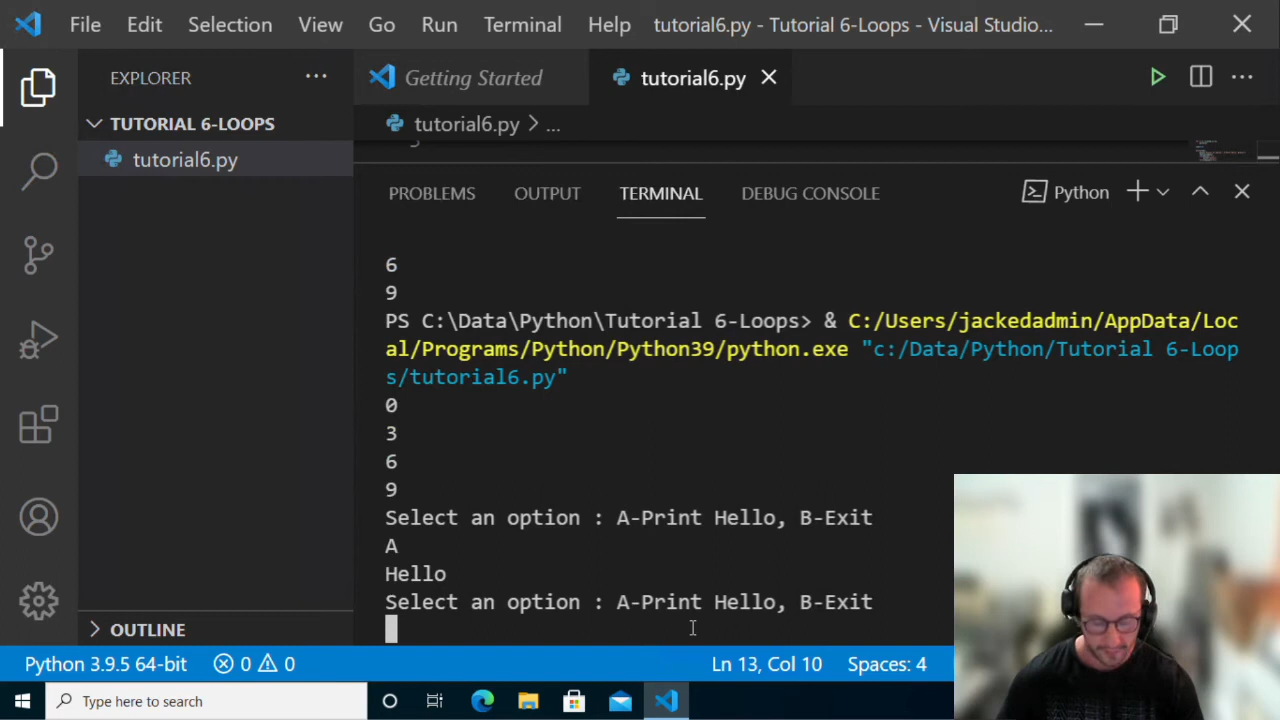 File Edit Selection View Go Run Terminal Help tutorial6.py - Tutorial 6-Loops - Visual Studio...
EXPLORER
TUTORIAL 6-LOOPS
tutorial6.py
OUTLINE
Getting Started
tutorial6.py
tutorial6.py > ...
PROBLEMS OUTPUT TERMINAL DEBUG CONSOLE
Python
6
9
PS C:\Data\Python\Tutorial 6-Loops> & C:/Users/jackedadmin/AppData/Loc
al/Programs/Python/Python39/python.exe "c:/Data/Python/Tutorial 6-Loop
s/tutorial6.py"
0
3
6
9
Select an option : A-Print Hello, B-Exit
A
Hello
Select an option : A-Print Hello, B-Exit
Python 3.9.5 64-bit 0 0 Ln 13, Col 10 Spaces: 4
Type here to search